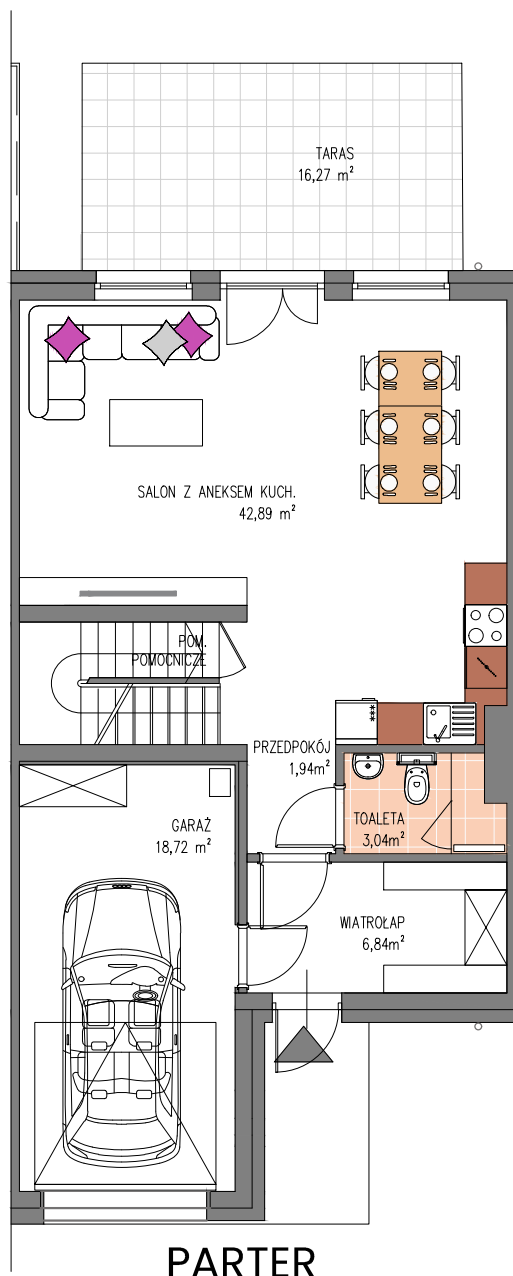 TARAS
16,27 m²
SALON Z ANEKSEM KUCH.
42,89 m²
POM.
POMOCNICZE
PRZEDPOKÓJ
1,94m²
GARAŻ
18,72 m²
TOALETA
3,04m²
WIATROŁAP
6,84m²
PARTER